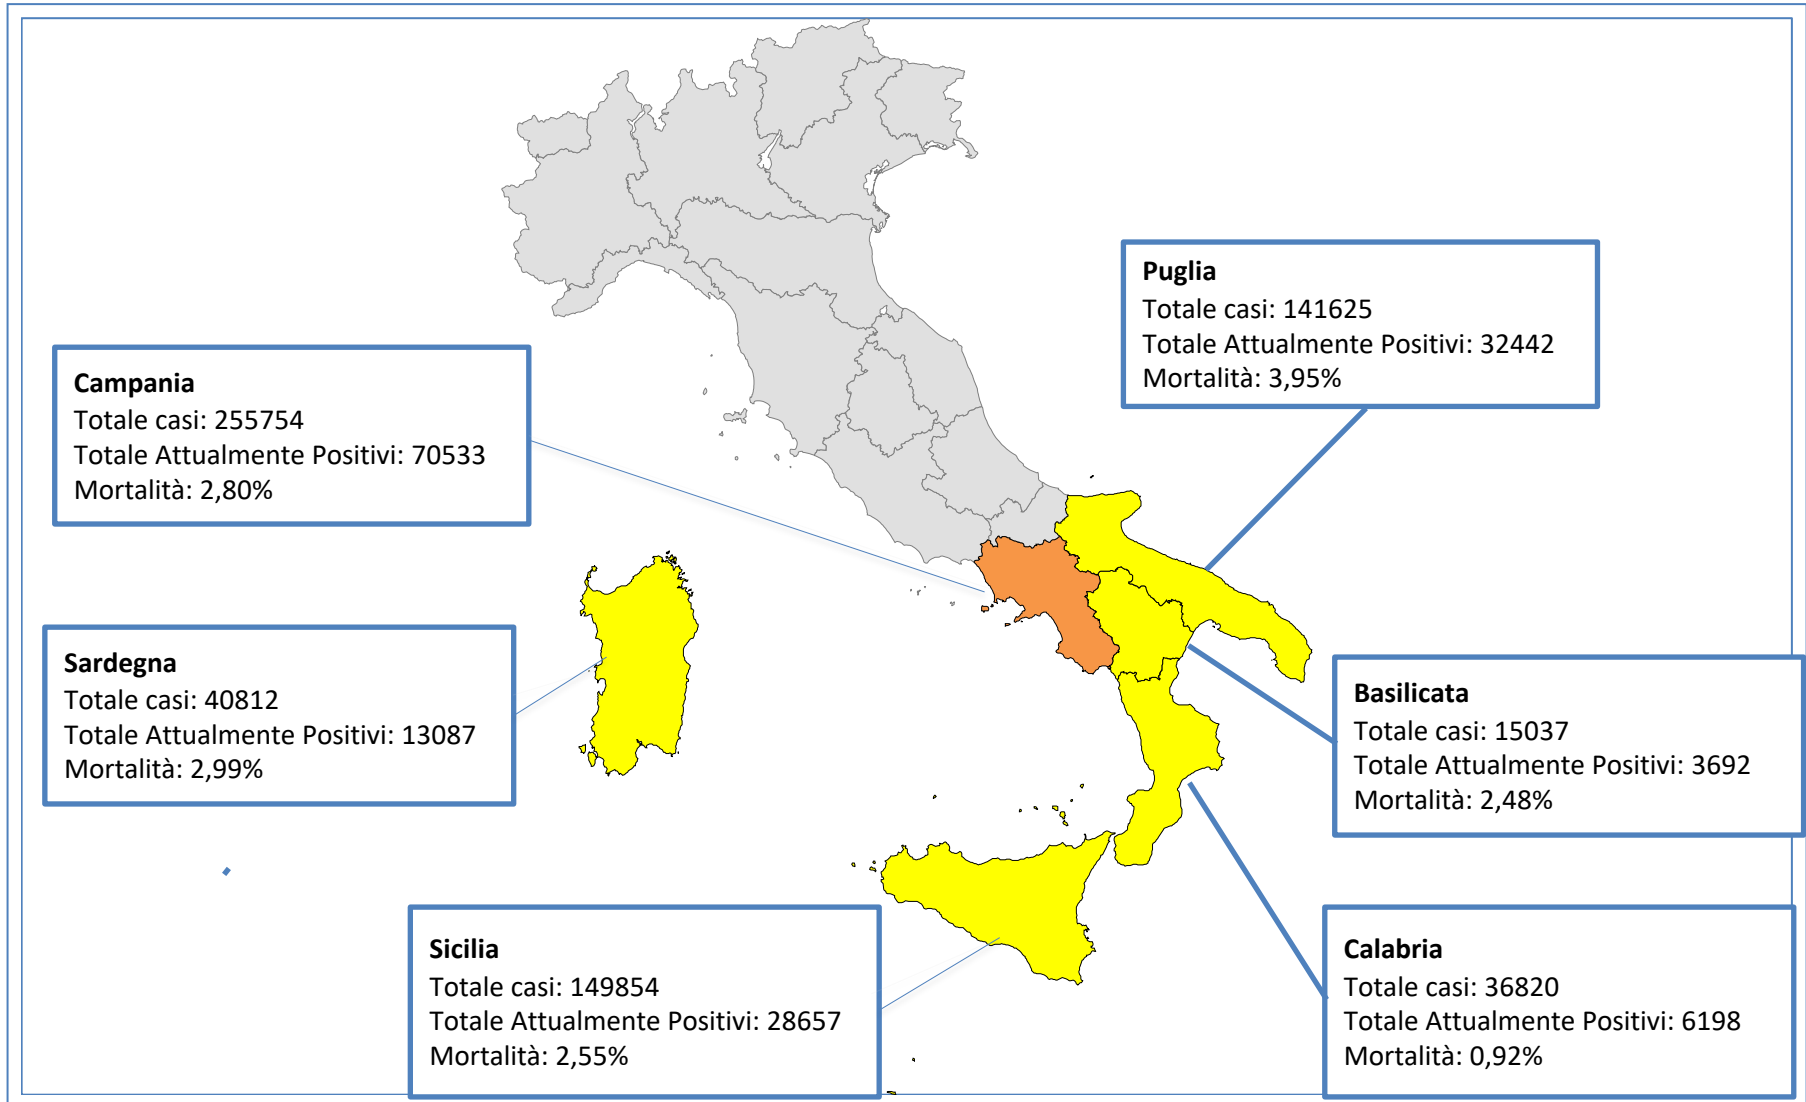 Puglia
Totale casi: 141625
Totale Attualmente Positivi: 32442
Mortalità: 3,95%
Campania
Totale casi: 255754
Totale Attualmente Positivi: 70533
Mortalità: 2,80%
Sardegna
Totale casi: 40812
Totale Attualmente Positivi: 13087
Mortalità: 2,99%
Basilicata
Totale casi: 15037
Totale Attualmente Positivi: 3692
Mortalità: 2,48%
Sicilia
Totale casi: 149854
Totale Attualmente Positivi: 28657
Mortalità: 2,55%
Calabria
Totale casi: 36820
Totale Attualmente Positivi: 6198
Mortalità: 0,92%